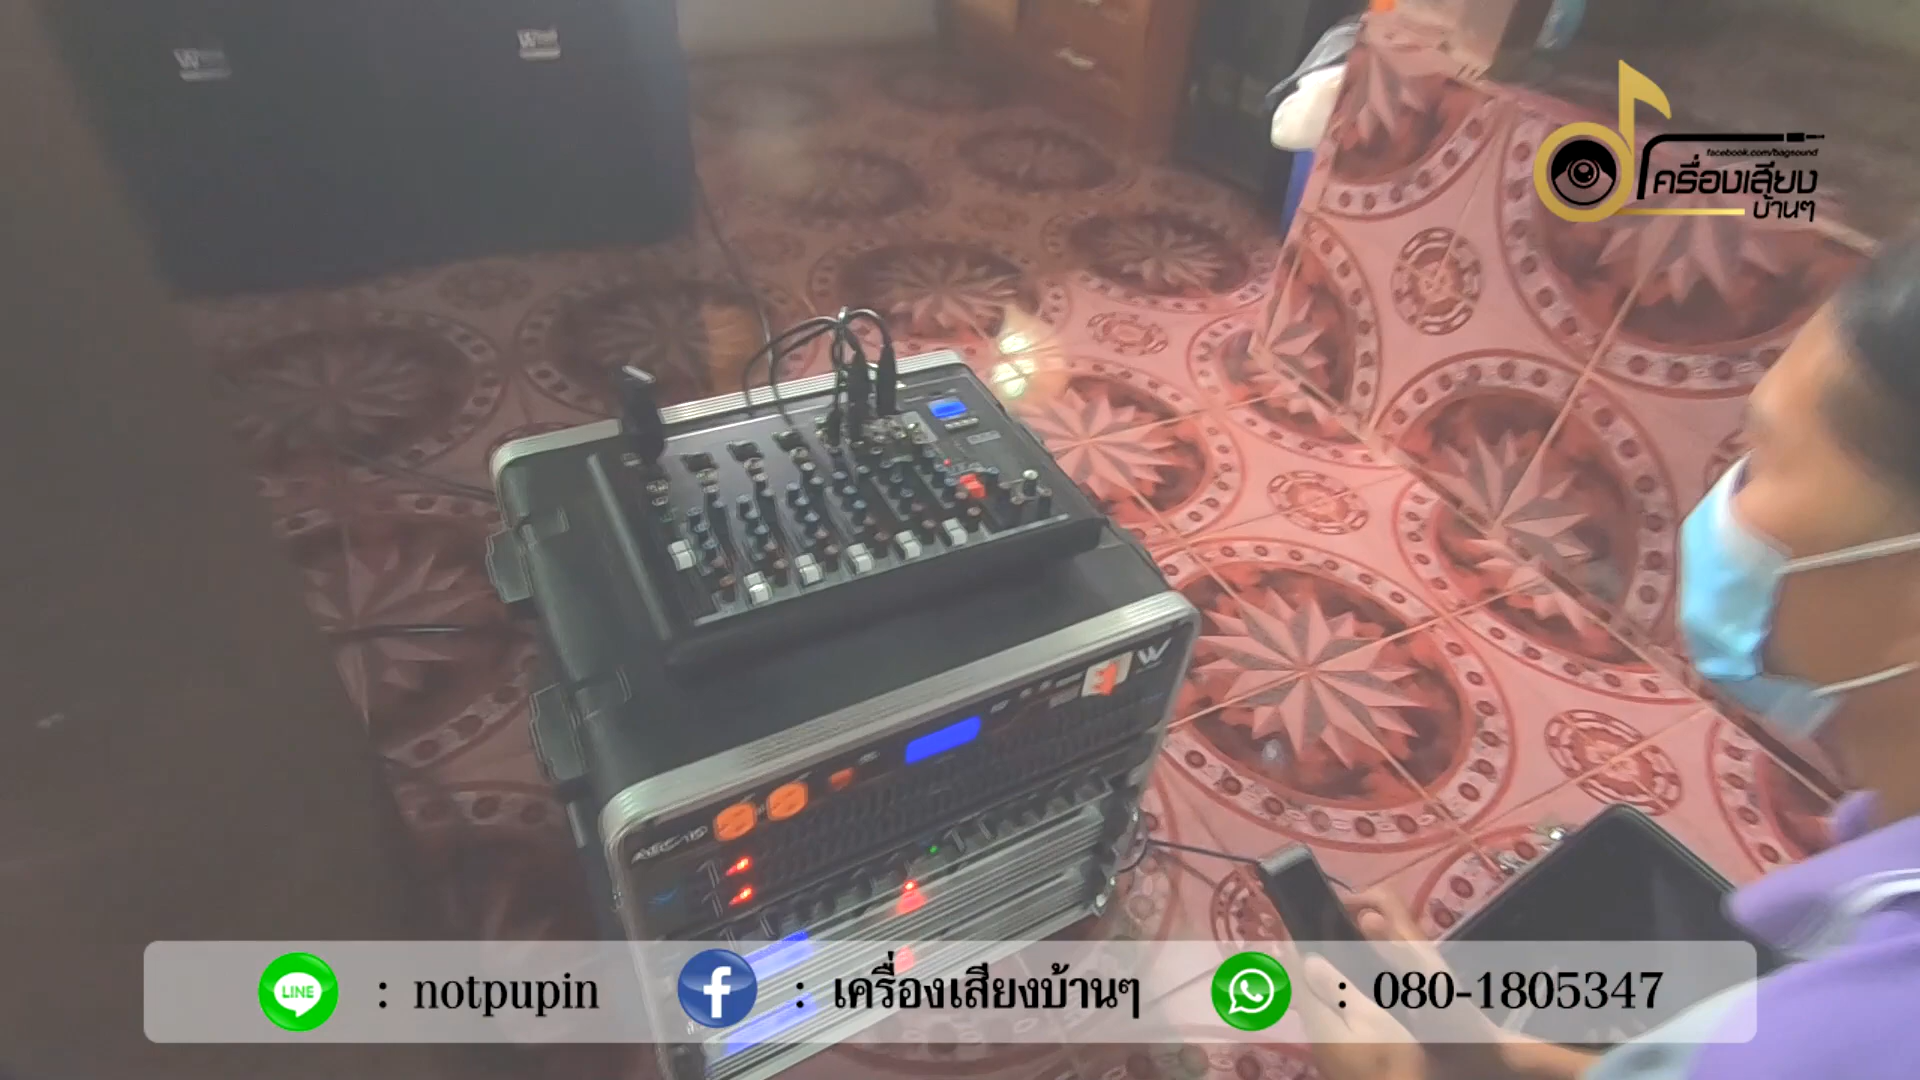 facebook.com/bagsound
เครื่องเสียง
บ้านๆ
W
LINE : notpupin
f : เครื่องเสียงบ้านๆ
: 080-1805347